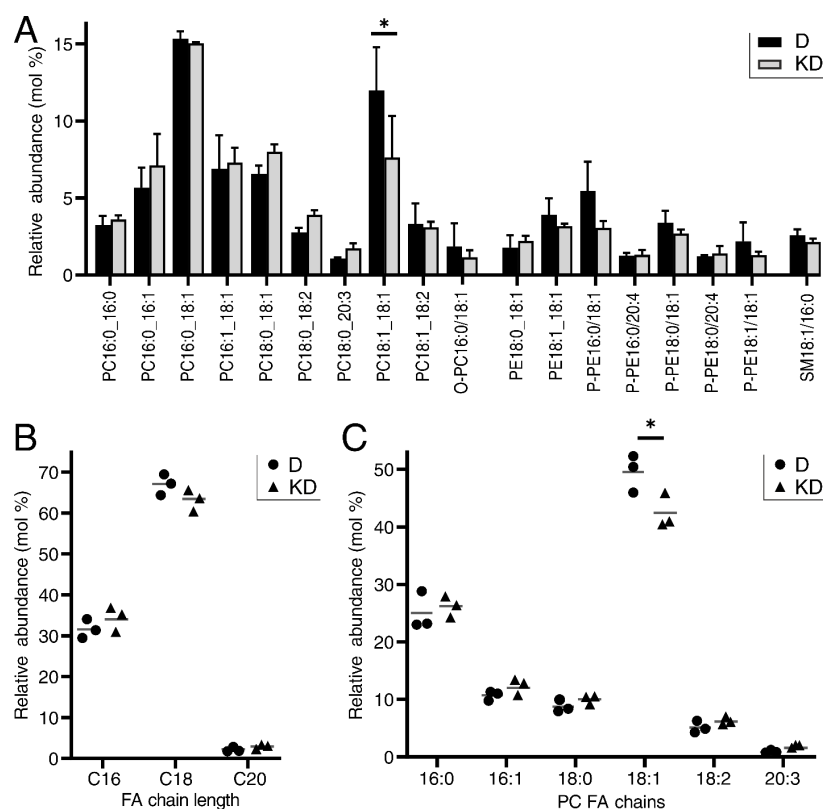 A
*
D
KD
Relative abundance (mol %)
15
10
5
0
PC16:0_16:0
PC16:0_16:1
PC16:0_18:1
PC16:1_18:1
PC18:0_18:1
PC18:0_18:2
PC18:0_20:3
PC18:1_18:1
PC18:1_18:2
O-PC16:0/18:1
PE18:0_18:1
PE18:1_18:1
P-PE16:0/18:1
P-PE16:0/20:4
P-PE18:0/18:1
P-PE18:0/20:4
P-PE18:1/18:1
SM18:1/16:0
B
D
KD
Relative abundance (mol %)
70
60
50
40
30
20
10
0
C16 C18 C20
FA chain length
C
*
D
KD
Relative abundance (mol %)
50
40
30
20
10
0
16:0 16:1 18:0 18:1 18:2 20:3
PC FA chains